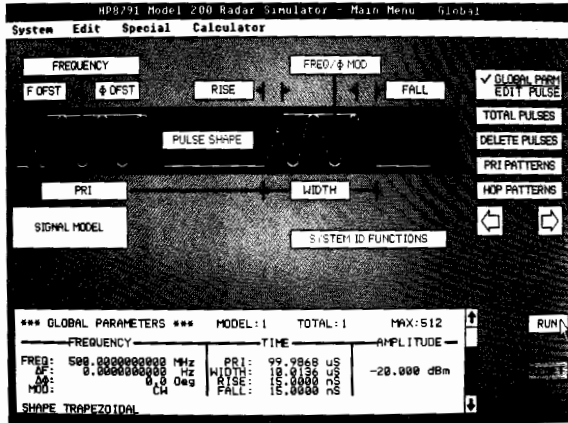 HP8791 Model 200 Radar Simulator - Main Menu Global
System Edit Special Calculator
FREQUENCY
FREQ/ϕ MOD
F OFST
ϕ OFST
RISE
FALL
✓ GLOBAL PARM
EDIT PULSE
TOTAL PULSES
PULSE SHAPE
DELETE PULSES
PRI PATTERNS
PRI
WIDTH
HOP PATTERNS
SIGNAL MODEL
SYSTEM ID FUNCTIONS
*** GLOBAL PARAMETERS *** MODEL:1 TOTAL:1 MAX:512
RUN
FREQUENCY TIME AMPLITUDE
FREQ: 500.0000000000 MHz PRI: 99.9868 uS
ΔF: 0.0000000000 Hz WIDTH: 10.0136 uS -20.000 dBm
Δϕ: 0.0 Deg RISE: 15.0000 nS
MOD: CW FALL: 15.0000 nS
SHAPE TRAPEZOIDAL